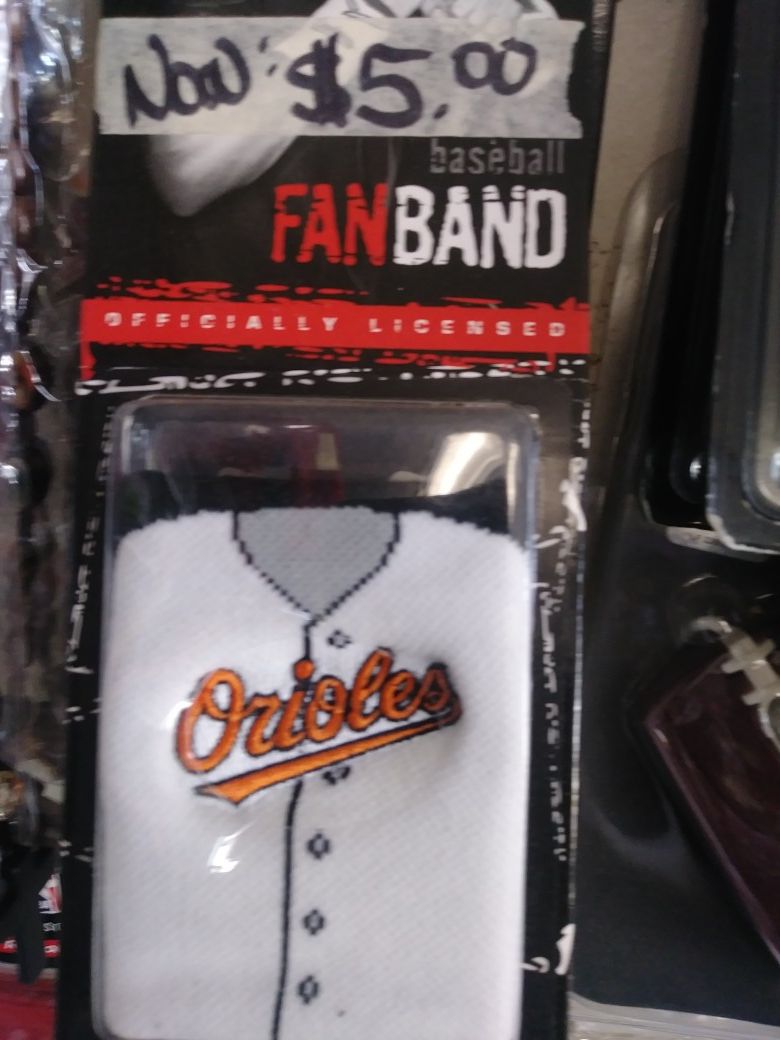 Now $5.00
baseball
FANBAND
OFFICIALLY LICENSED
Orioles